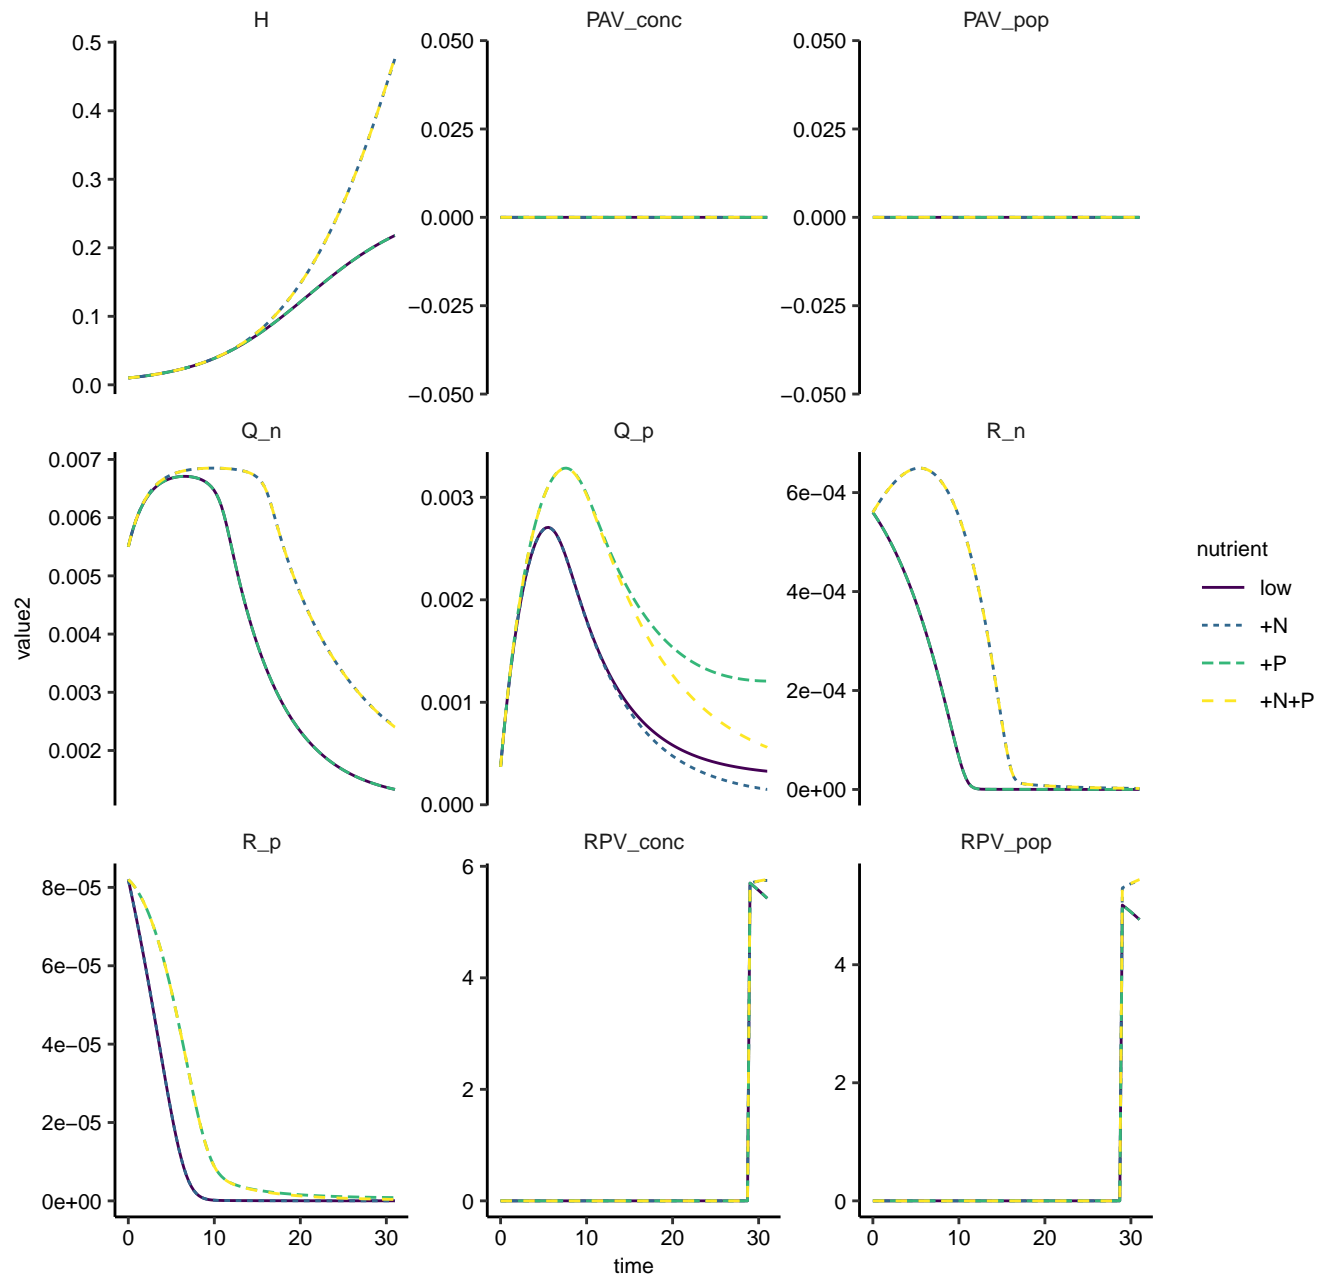 H
PAV_conc
PAV_pop
0.5
0.4
0.3
0.2
0.1
0.0
0.050
0.025
0.000
−0.025
−0.050
0.050
0.025
0.000
−0.025
−0.050
Q_n
Q_p
R_n
0.007
0.006
0.005
0.004
0.003
0.002
0.003
0.002
0.001
0.000
6e−04
4e−04
2e−04
0e+00
value2
nutrient
low
+N
+P
+N+P
R_p
RPV_conc
RPV_pop
8e−05
6e−05
4e−05
2e−05
0e+00
6
4
2
0
4
2
0
0 10 20 30
0 10 20 30
0 10 20 30
time